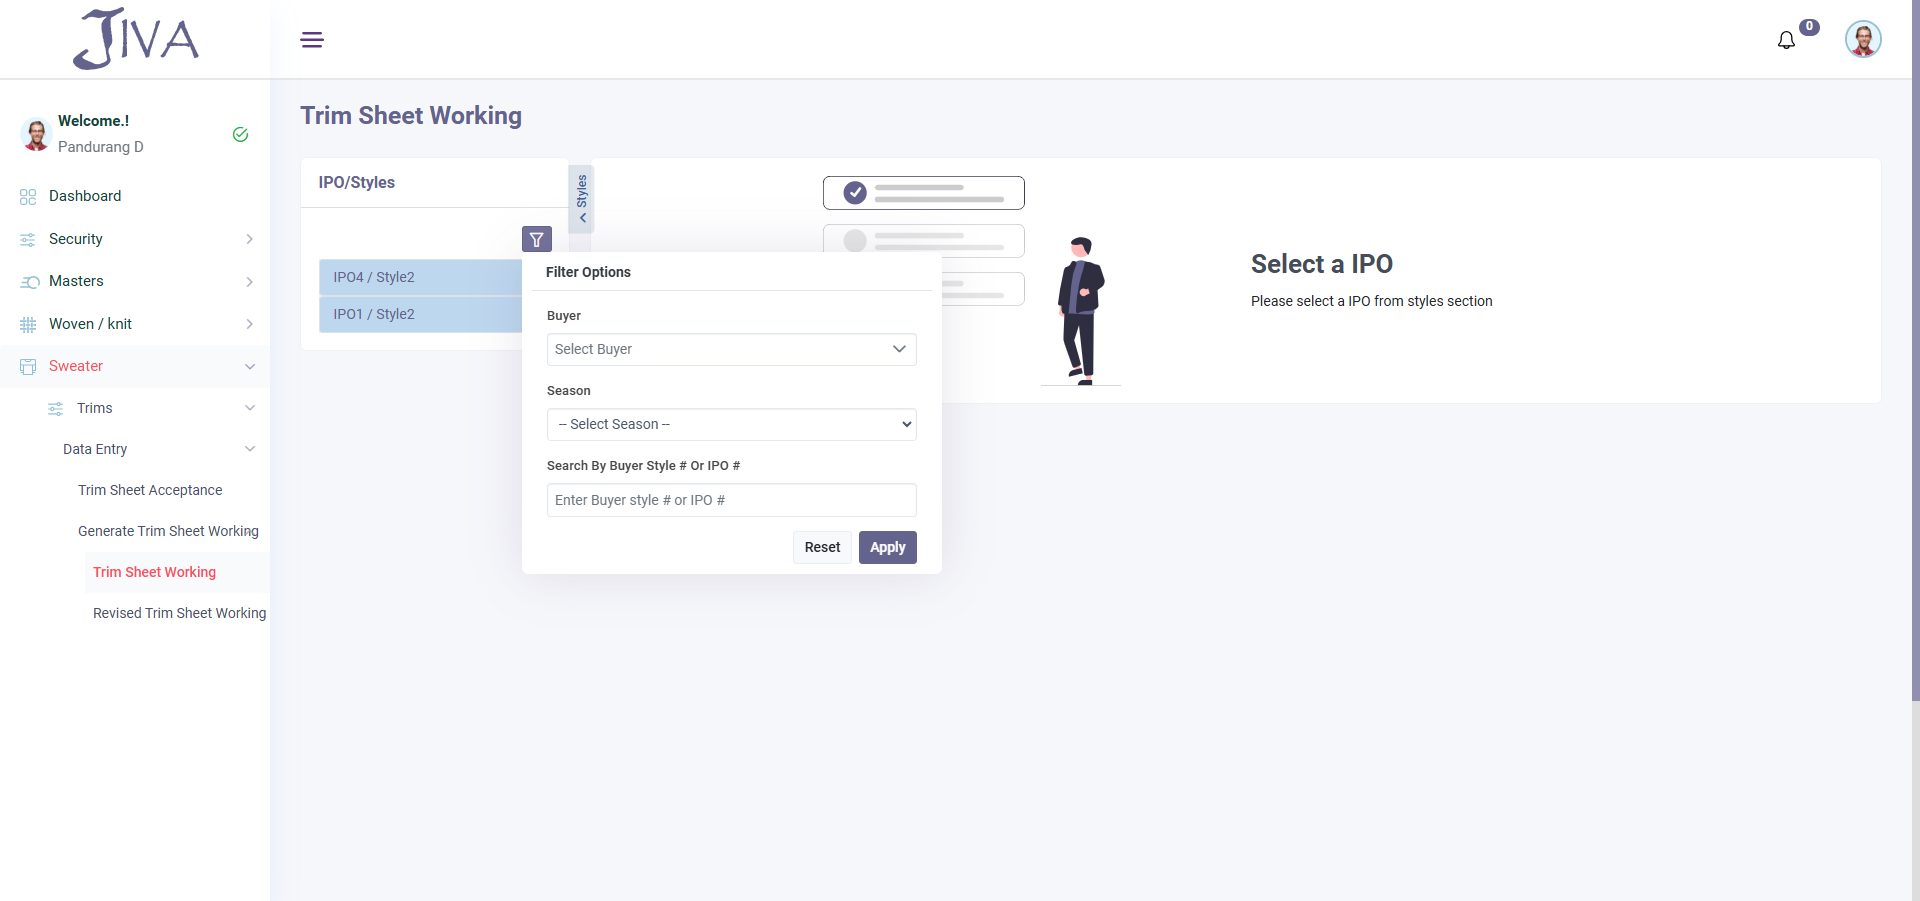 JIVA
0
Welcome.!
Pandurang D
Dashboard
Security
Masters
Woven / knit
Sweater
Trims
Data Entry
Trim Sheet Acceptance
Generate Trim Sheet Working
Trim Sheet Working
Revised Trim Sheet Working
Trim Sheet Working
IPO/Styles
Styles
IPO4 / Style2
IPO1 / Style2
Filter Options
Buyer
Select Buyer
Season
-- Select Season --
Search By Buyer Style # Or IPO #
Enter Buyer style # or IPO #
Reset
Apply
Select a IPO
Please select a IPO from styles section